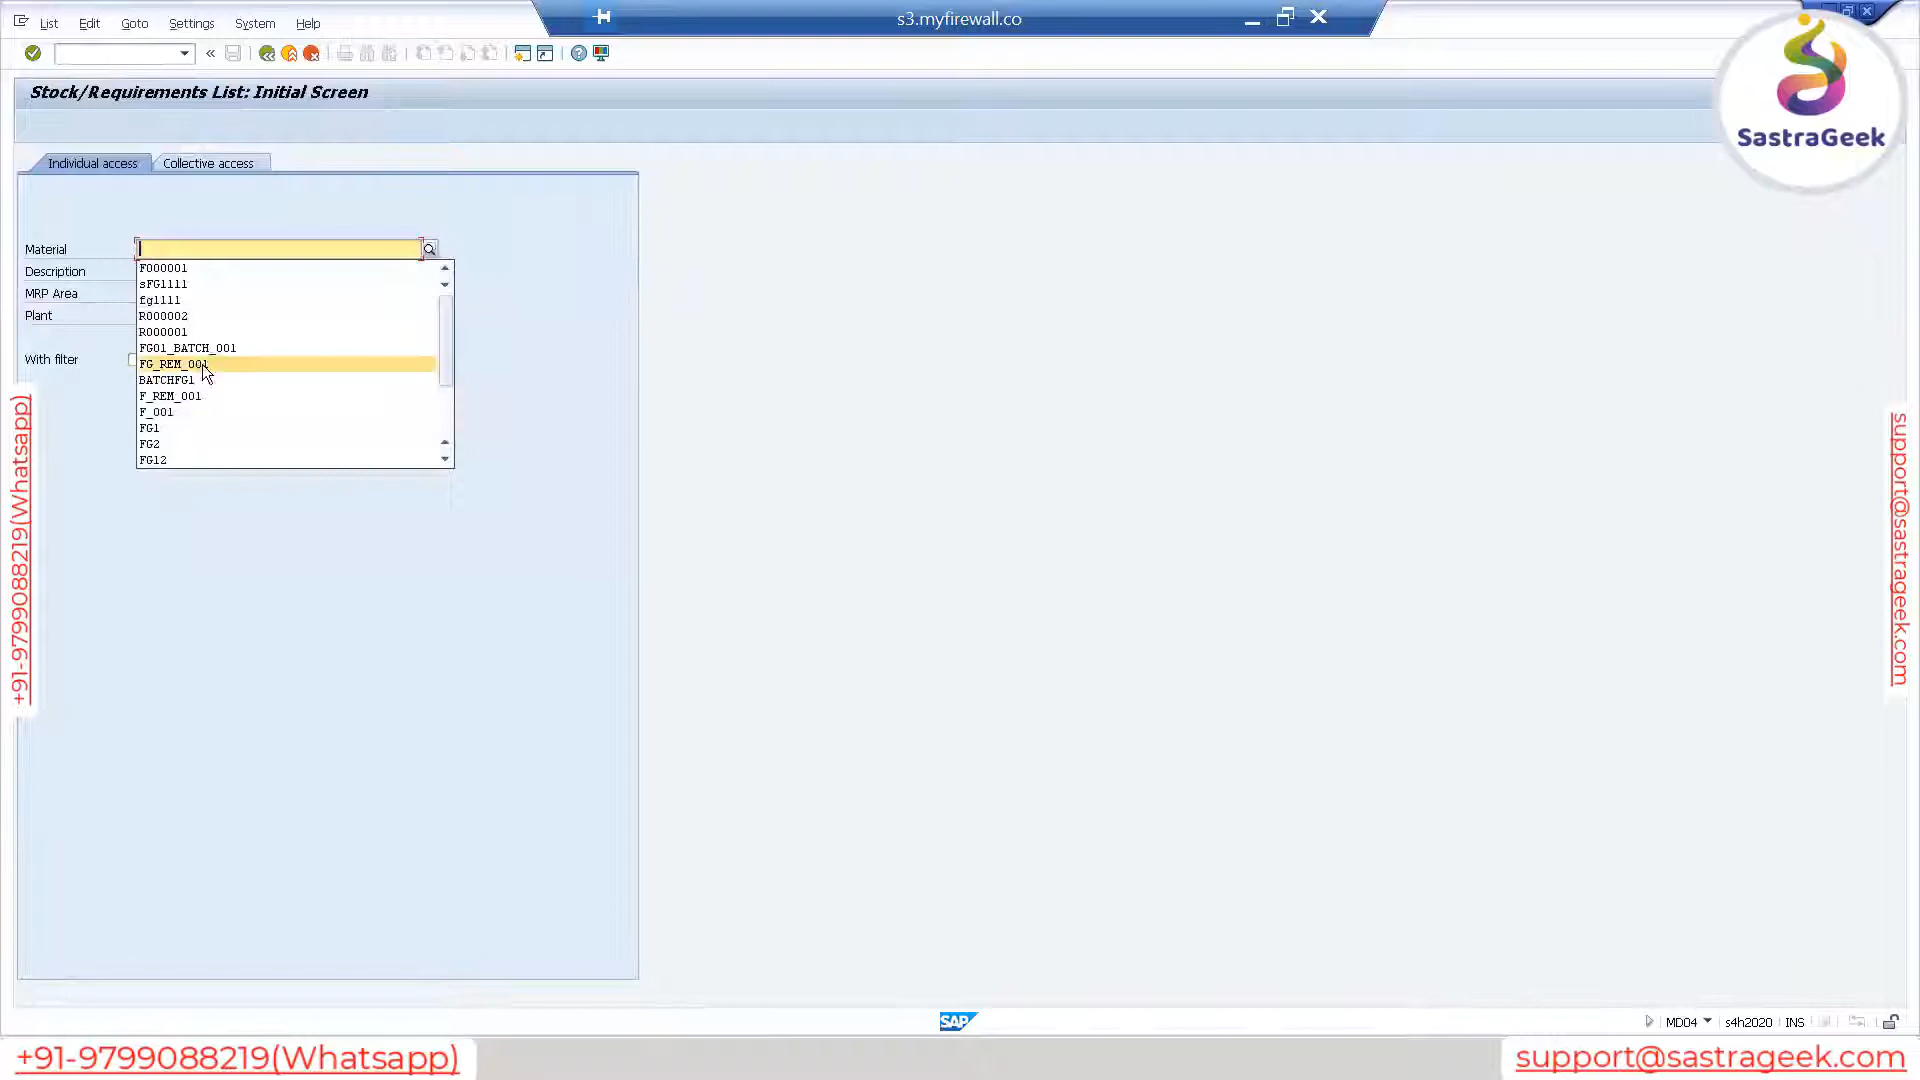 List Edit Goto Settings System Help
s3.myfirewall.co
Stock/Requirements List: Initial Screen
SastraGeek
Individual access Collective access
Material
Description
MRP Area
Plant
With filter
F000001
sFG1111
fg1111
R000002
R000001
FG01_BATCH_001
FG_REM_001
BATCHFG1
F_REM_001
F_001
FG1
FG2
FG12
+91-9799088219(Whatsapp)
support@sastrageek.com
SAP
MD04 s4h2020 INS
+91-9799088219(Whatsapp)
support@sastrageek.com